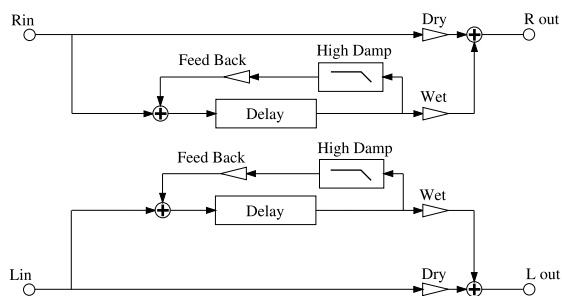 Rin
Dry
R out
Feed Back
High Damp
Delay
Wet
Feed Back
High Damp
Delay
Wet
Lin
Dry
L out